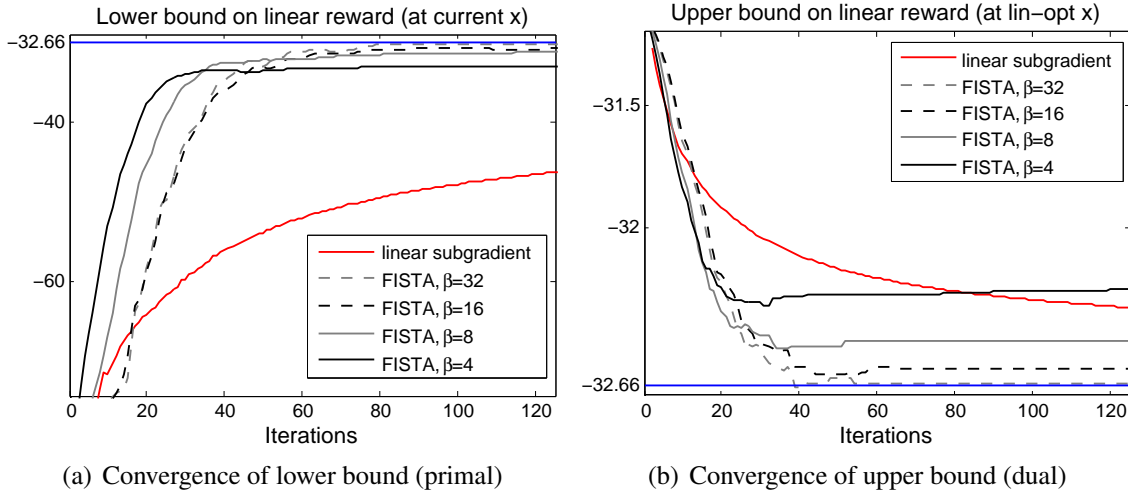 Lower bound on linear reward (at current x)
-32.66
-40
-60
linear subgradient
FISTA, β=32
FISTA, β=16
FISTA, β=8
FISTA, β=4
0 20 40 60 80 100 120
Iterations
(a) Convergence of lower bound (primal)
Upper bound on linear reward (at lin-opt x)
-31.5
-32
-32.66
linear subgradient
FISTA, β=32
FISTA, β=16
FISTA, β=8
FISTA, β=4
0 20 40 60 80 100 120
Iterations
(b) Convergence of upper bound (dual)